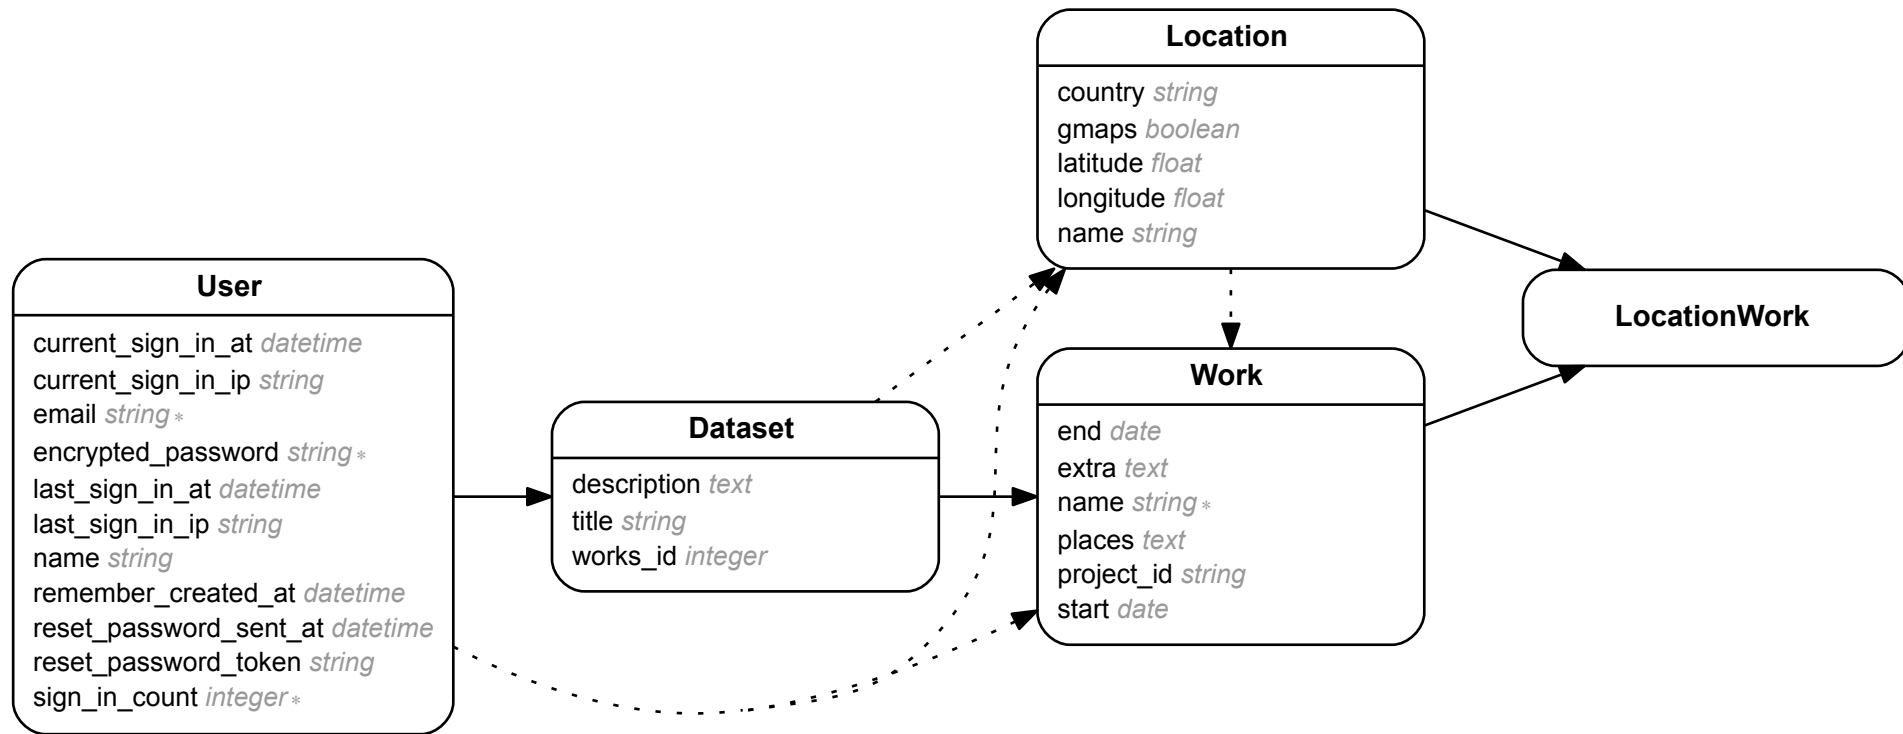 User
current_sign_in_at datetime
current_sign_in_ip string
email string *
encrypted_password string *
last_sign_in_at datetime
last_sign_in_ip string
name string
remember_created_at datetime
reset_password_sent_at datetime
reset_password_token string
sign_in_count integer *
Dataset
description text
title string
works_id integer
Location
country string
gmaps boolean
latitude float
longitude float
name string
Work
end date
extra text
name string *
places text
project_id string
start date
LocationWork